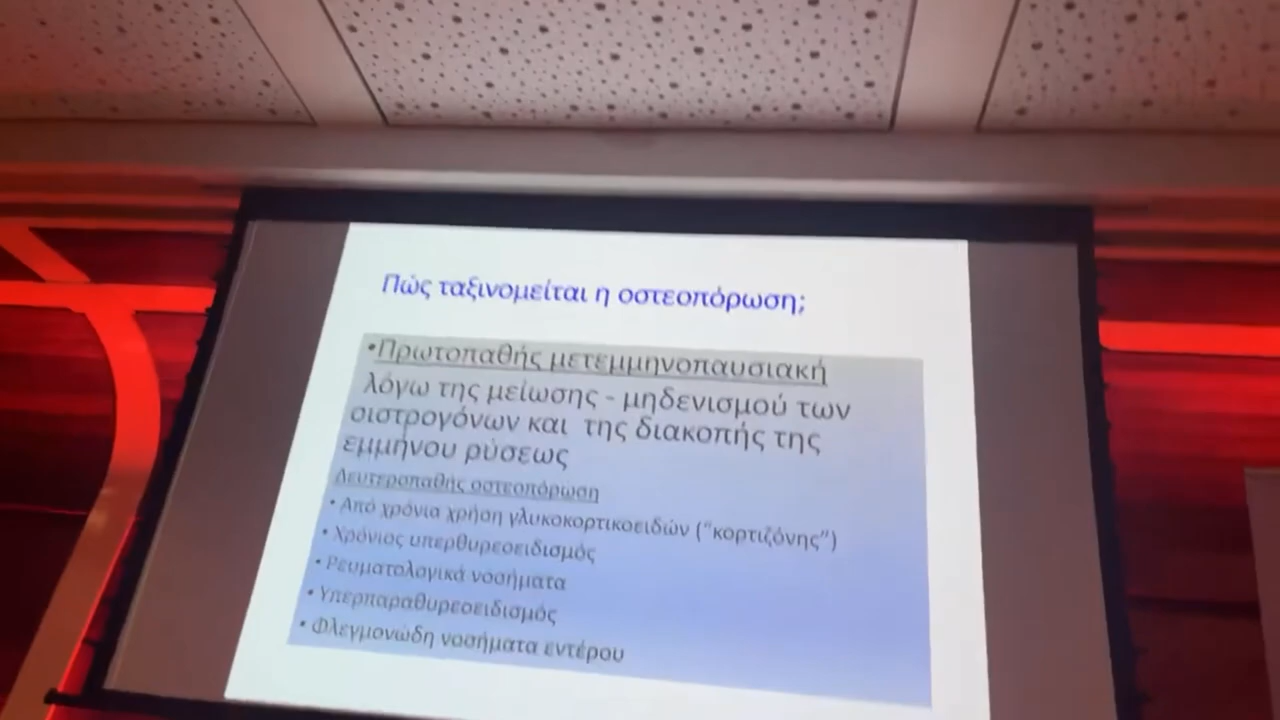 Πώς ταξινομείται η οστεοπόρωση;
•Πρωτοπαθής μετεμμηνοπαυσιακή
λόγω της μείωσης - μηδενισμού των
οιστρογόνων και της διακοπής της
εμμήνου ρύσεως
Δευτεροπαθής οστεοπόρωση
• Από χρόνια χρήση γλυκοκορτικοειδών ("κορτιζόνης")
• Χρόνιος υπερθυρεοειδισμός
• Ρευματολογικά νοσήματα
• Υπερπαραθυρεοειδισμός
• Φλεγμονώδη νοσήματα εντέρου